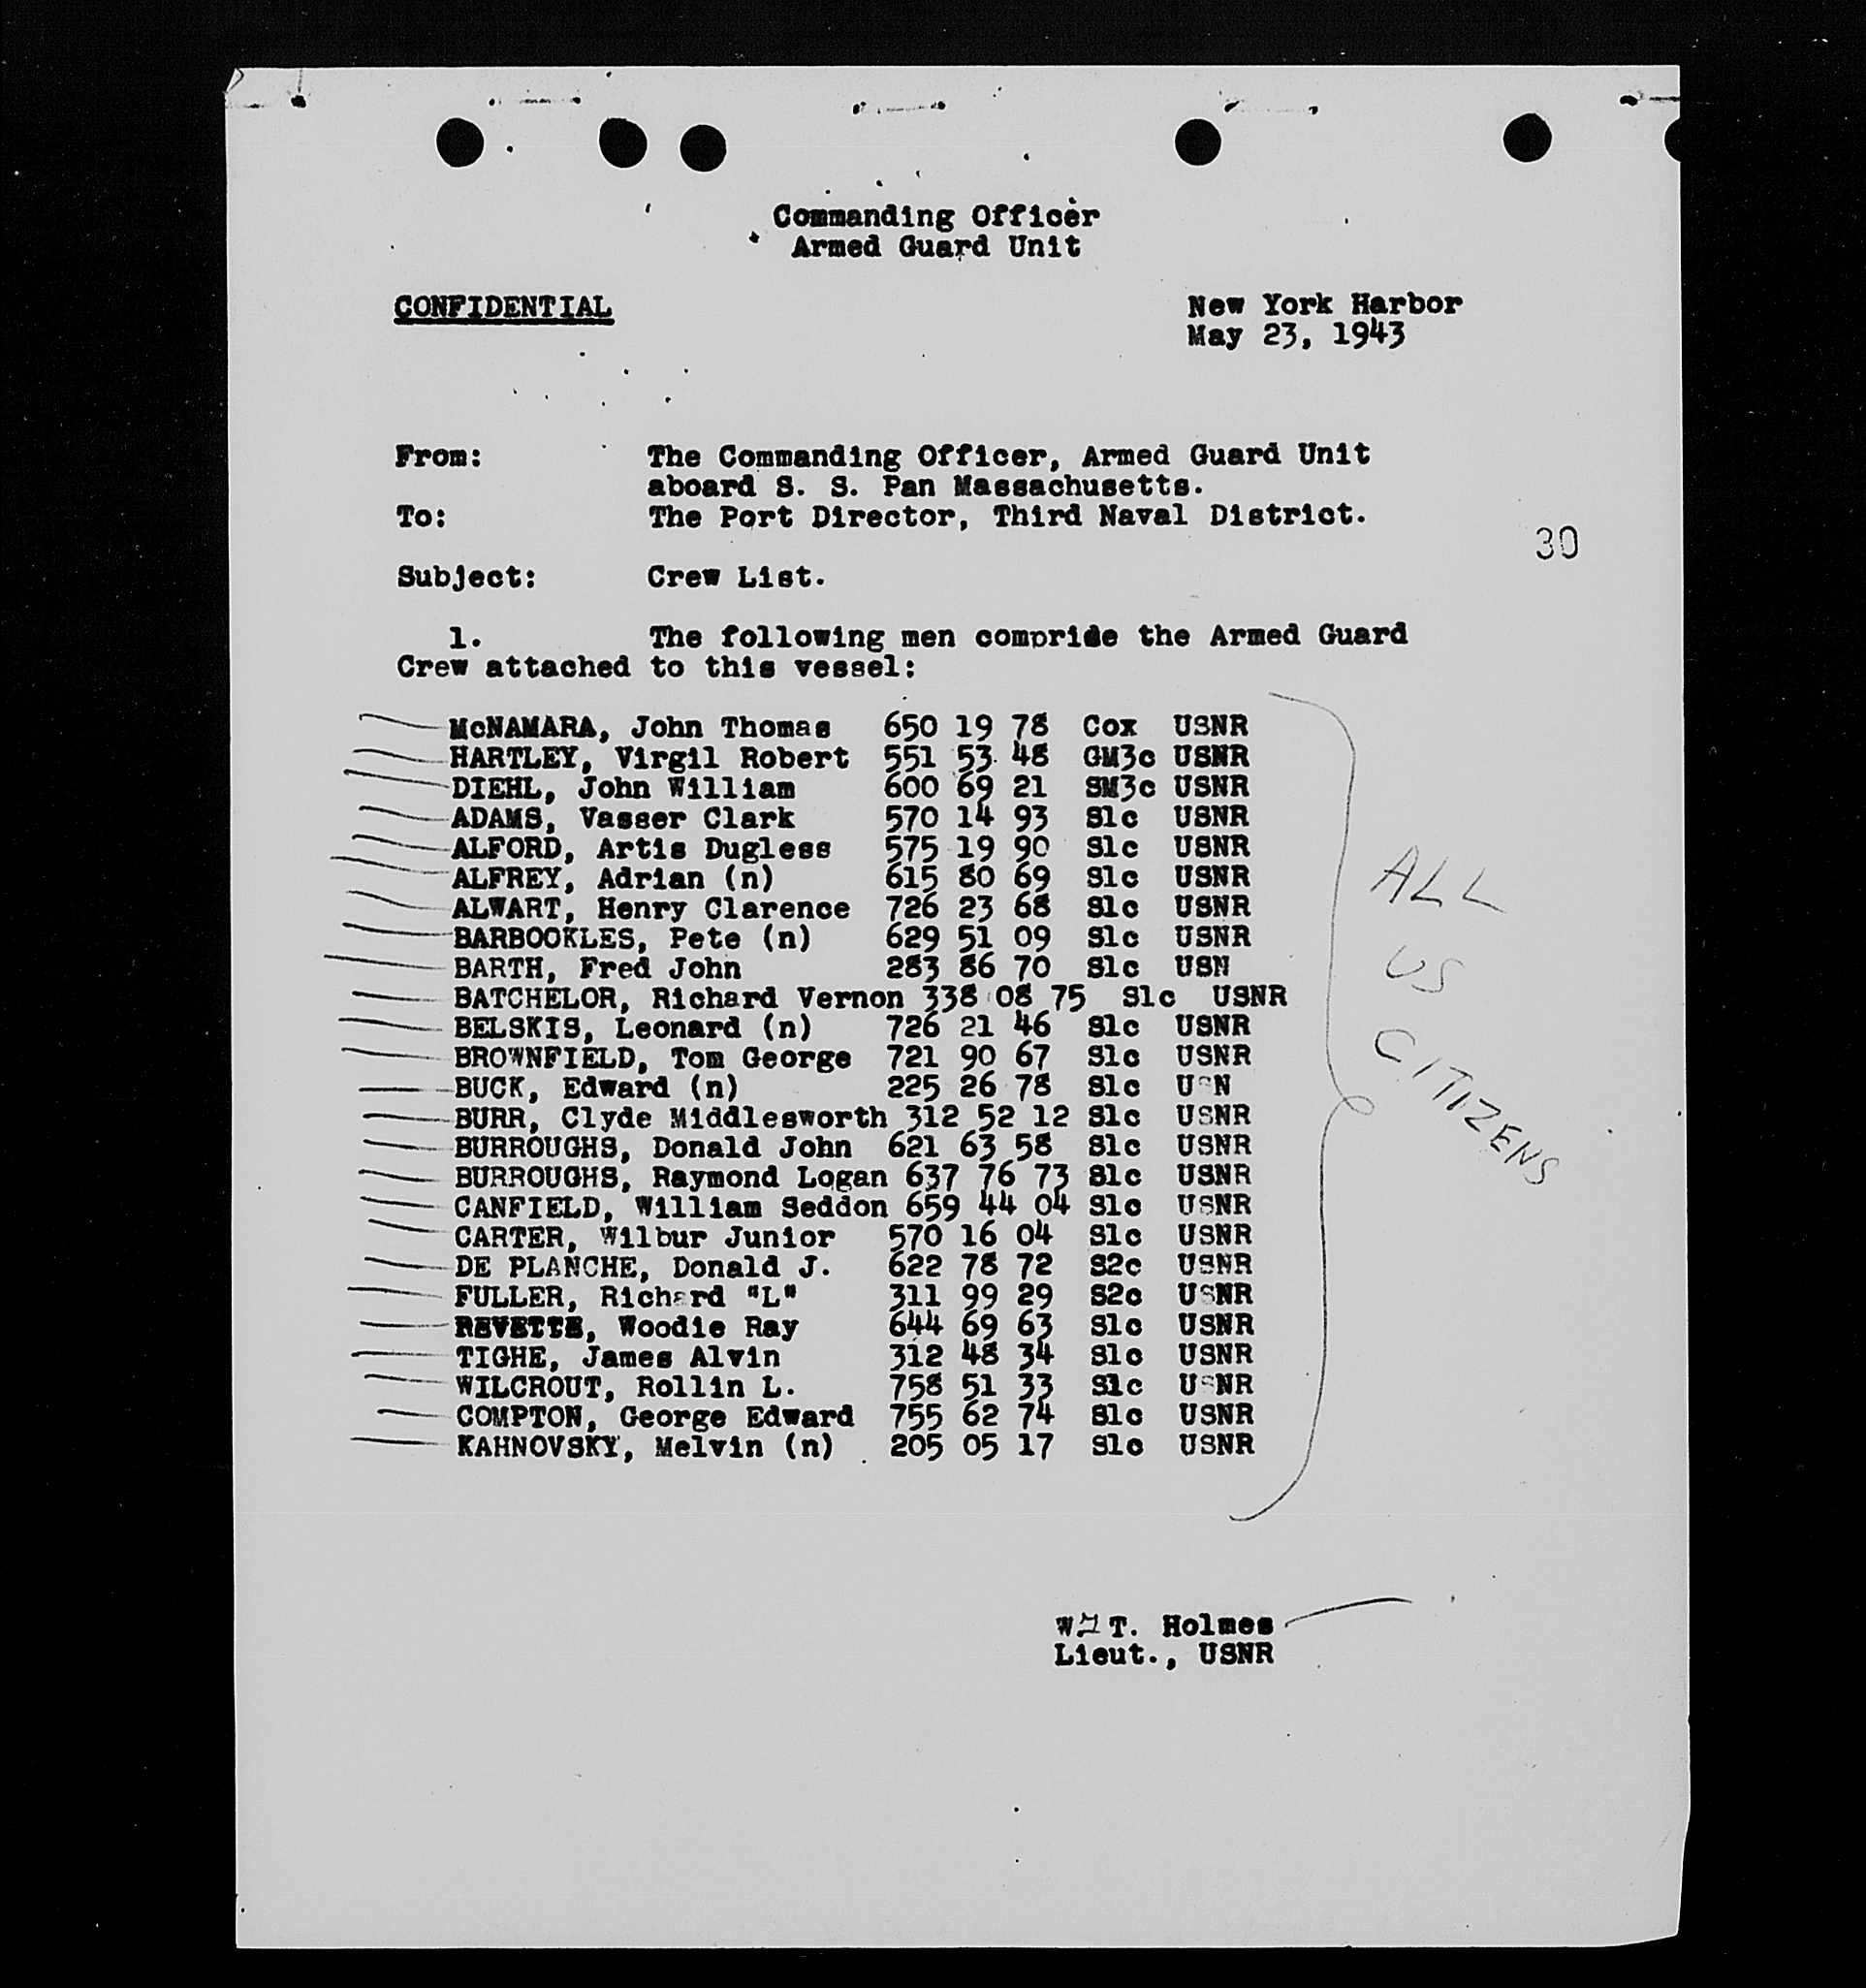 Commanding Officer
Armed Guard Unit
CONFIDENTIAL
New York Harbor
May 23, 1943
From: The Commanding Officer, Armed Guard Unit
aboard S. S. Pan Massachusetts.
To: The Port Director, Third Naval District.
30
Subject: Crew List.
1. The following men compride the Armed Guard
Crew attached to this vessel:
McNAMARA, John Thomas 650 19 78 Cox USNR
HARTLEY, Virgil Robert 551 53 48 GM3c USNR
DIEHL, John William 600 69 21 SM3c USNR
ADAMS, Vasser Clark 570 14 93 S1c USNR
ALFORD, Artis Dugless 575 19 90 S1c USNR
ALFREY, Adrian (n) 615 80 69 S1c USNR
ALWART, Henry Clarence 726 23 68 S1c USNR
BARBOOKLES, Pete (n) 629 51 09 S1c USNR
BARTH, Fred John 283 86 70 S1c USN
BATCHELOR, Richard Vernon 338 08 75 S1c USNR
BELSKIS, Leonard (n) 726 21 46 S1c USNR
BROWNFIELD, Tom George 721 90 67 S1c USNR
BUCK, Edward (n) 225 26 78 S1c USN
BURR, Clyde Middlesworth 312 52 12 S1c USNR
BURROUGHS, Donald John 621 63 58 S1c USNR
BURROUGHS, Raymond Logan 637 76 73 S1c USNR
CANFIELD, William Seddon 659 44 04 S1c USNR
CARTER, Wilbur Junior 570 16 04 S1c USNR
DE PLANCHE, Donald J. 622 78 72 S2c USNR
FULLER, Richard "L" 311 99 29 S2c USNR
REVETTE, Woodie Ray 644 69 63 S1c USNR
TIGHE, James Alvin 312 48 34 S1c USNR
WILCROUT, Rollin L. 758 51 33 S1c USNR
COMPTON, George Edward 755 62 74 S1c USNR
KAHNOVSKY, Melvin (n) 205 05 17 S1c USNR
ALL
US
CITIZENS
T. Holmes
Lieut., USNR